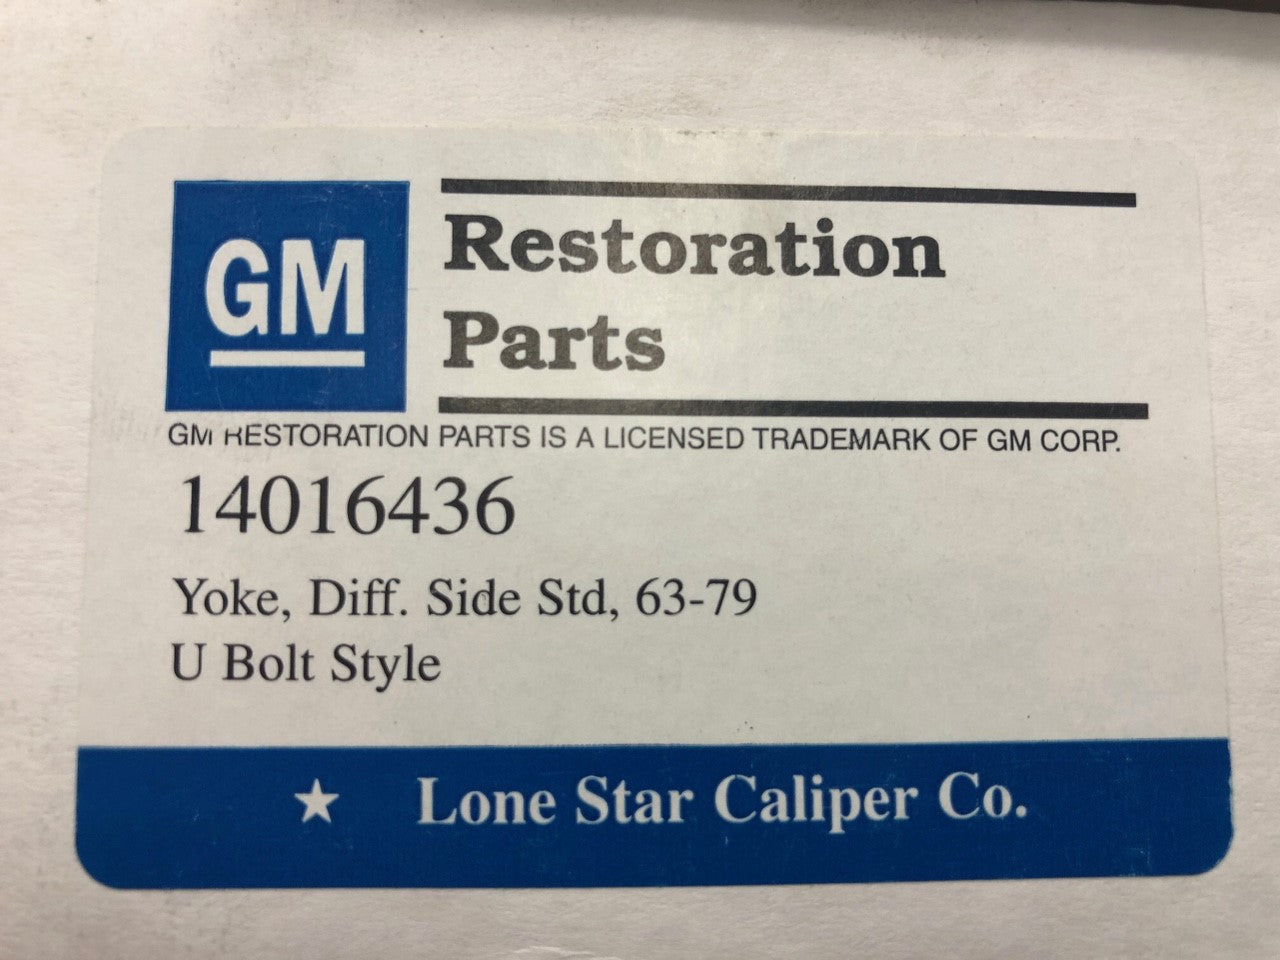 GM
Restoration
Parts
GM RESTORATION PARTS IS A LICENSED TRADEMARK OF GM CORP.
14016436
Yoke, Diff. Side Std, 63-79
U Bolt Style
★ Lone Star Caliper Co.